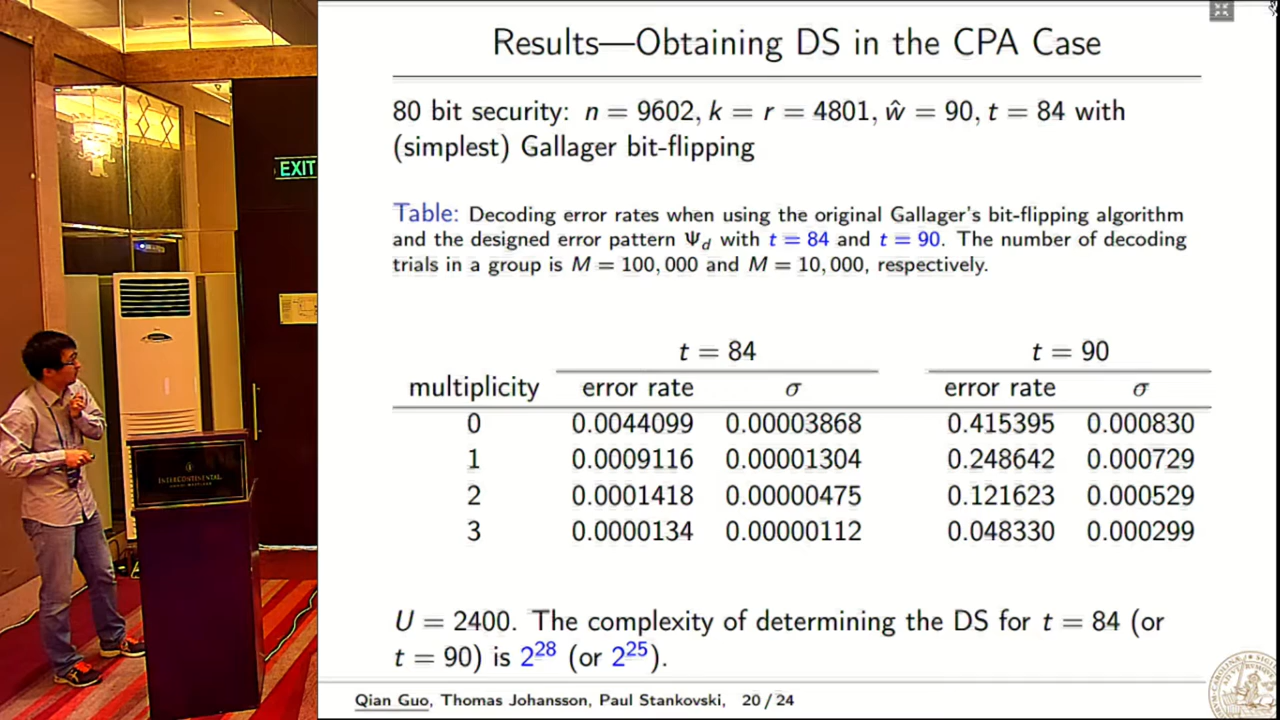 Results—Obtaining DS in the CPA Case
80 bit security: n = 9602, k = r = 4801, ŵ = 90, t = 84 with
(simplest) Gallager bit-flipping
Table: Decoding error rates when using the original Gallager's bit-flipping algorithm
and the designed error pattern Ψd with t = 84 and t = 90. The number of decoding
trials in a group is M = 100,000 and M = 10,000, respectively.
t = 84 t = 90
multiplicity error rate σ error rate σ
0 0.0044099 0.00003868 0.415395 0.000830
1 0.0009116 0.00001304 0.248642 0.000729
2 0.0001418 0.00000475 0.121623 0.000529
3 0.0000134 0.00000112 0.048330 0.000299
U = 2400. The complexity of determining the DS for t = 84 (or
t = 90) is 2^28 (or 2^25).
Qian Guo, Thomas Johansson, Paul Stankovski, 20 / 24
EXIT
INTERCONTINENTAL